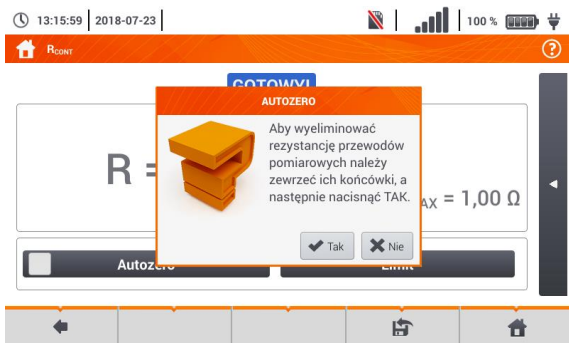 13:15:59 2018-07-23 100 %
RCONT
GOTOWY!
AUTOZERO
Aby wyeliminować
rezystancję przewodów
pomiarowych należy
zewrzeć ich końcówki, a
następnie nacisnąć TAK.
R =
AX = 1,00 Ω
Tak Nie
Autozero Limit